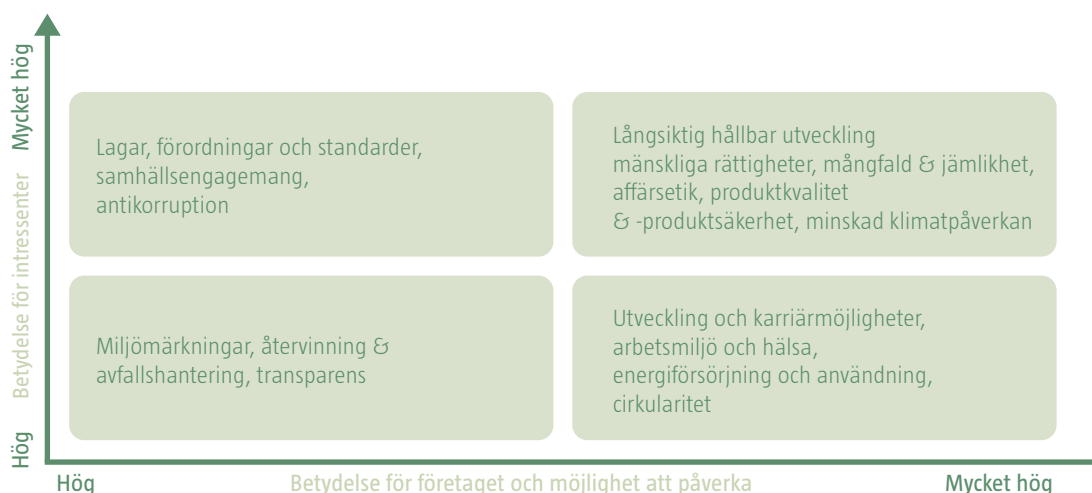 Mycket hög
Betydelse för intressenter
Hög
Lagar, förordningar och standarder,
samhällsengagemang,
antikorruption
Långsiktig hållbar utveckling
mänskliga rättigheter, mångfald & jämlikhet,
affärsetik, produktkvalitet
& -produktsäkerhet, minskad klimatpåverkan
Miljömärkningar, återvinning &
avfallshantering, transparens
Utveckling och karriärmöjligheter,
arbetsmiljö och hälsa,
energiförsörjning och användning,
cirkularitet
Hög
Betydelse för företaget och möjlighet att påverka
Mycket hög